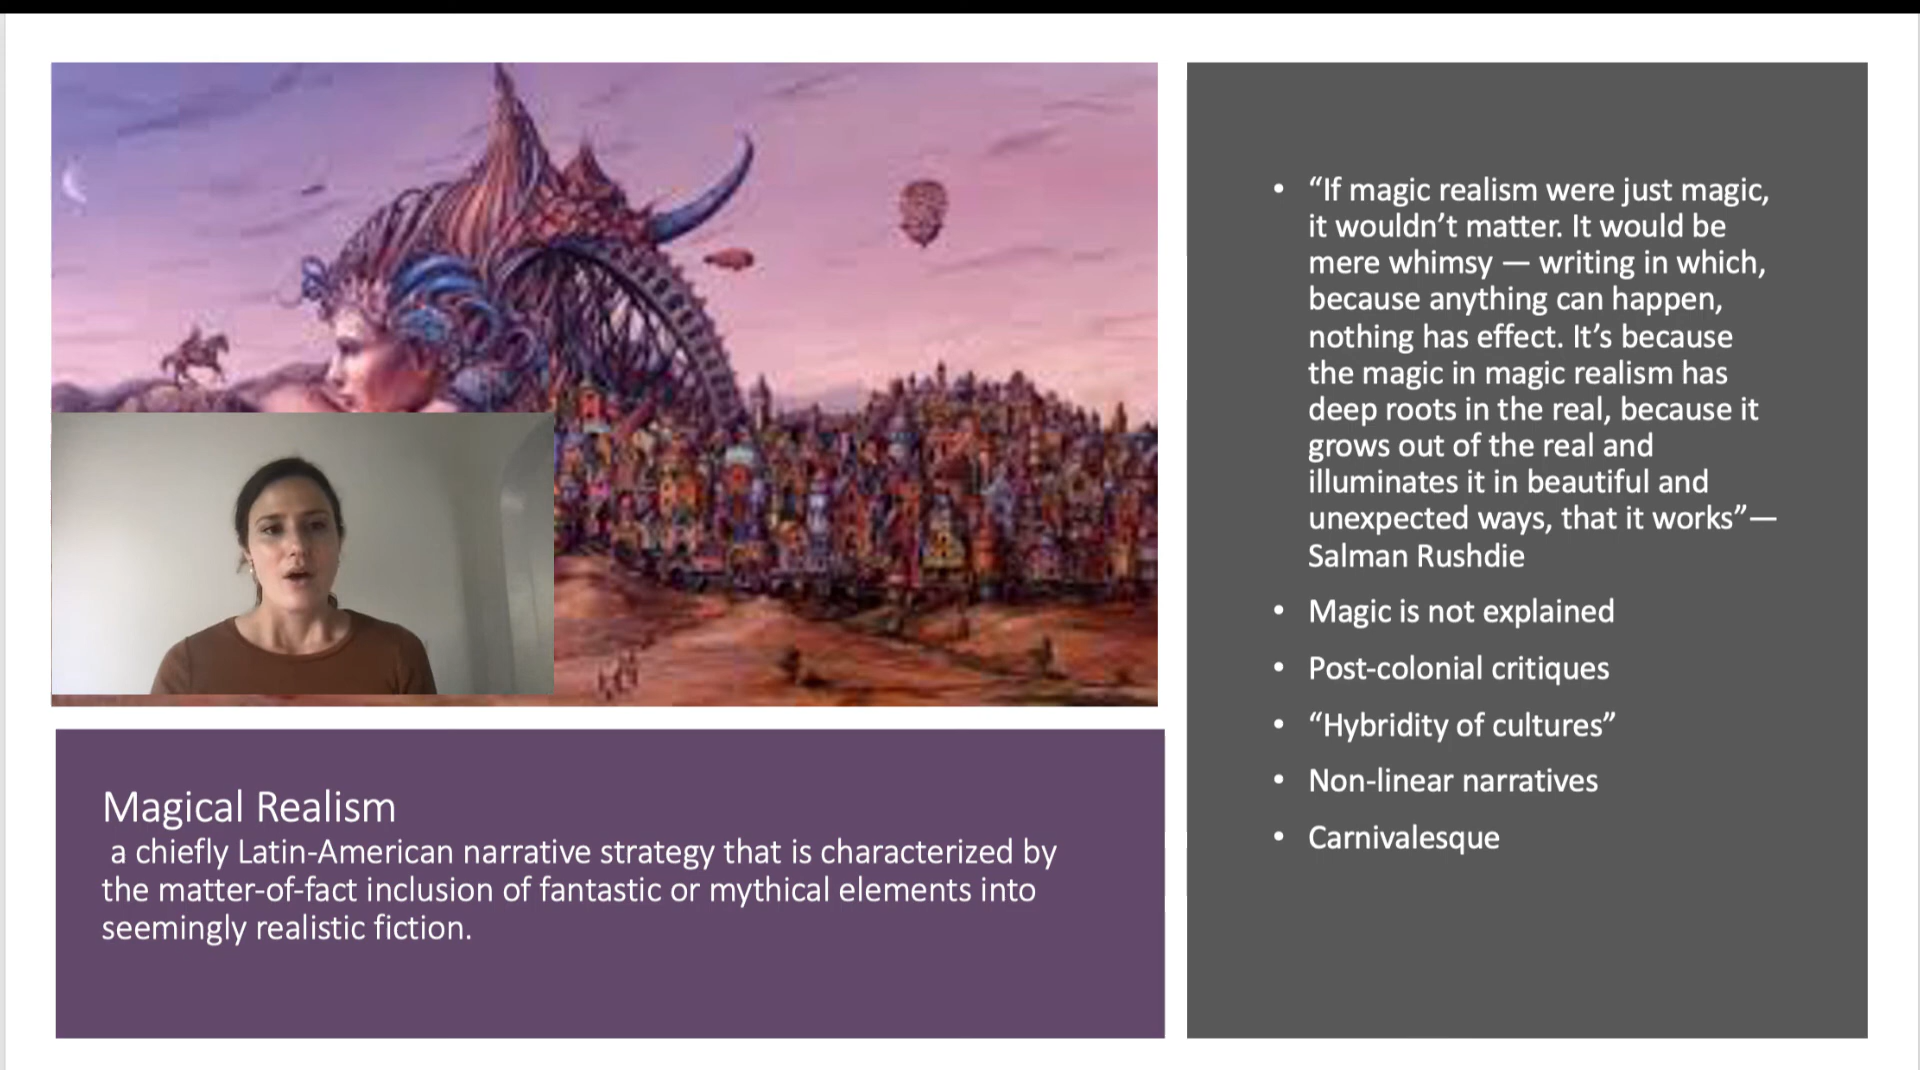 Magical Realism
a chiefly Latin-American narrative strategy that is characterized by
the matter-of-fact inclusion of fantastic or mythical elements into
seemingly realistic fiction.
• “If magic realism were just magic,
it wouldn’t matter. It would be
mere whimsy — writing in which,
because anything can happen,
nothing has effect. It’s because
the magic in magic realism has
deep roots in the real, because it
grows out of the real and
illuminates it in beautiful and
unexpected ways, that it works”—
Salman Rushdie
• Magic is not explained
• Post-colonial critiques
• “Hybridity of cultures”
• Non-linear narratives
• Carnivalesque